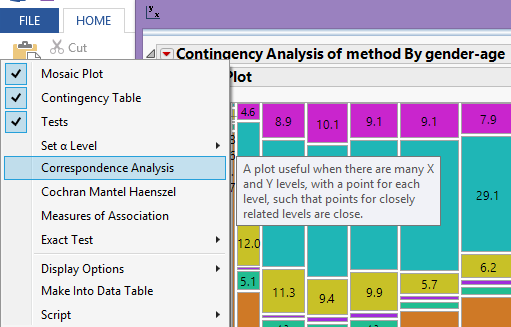 y
x
FILE HOME
Cut
Contingency Analysis of method By gender-age
Plot
Mosaic Plot
Contingency Table
Tests
Set α Level
Correspondence Analysis
Cochran Mantel Haenszel
Measures of Association
Exact Test
Display Options
Make Into Data Table
Script
A plot useful when there are many X
and Y levels, with a point for each
level, such that points for closely
related levels are close.
4.6 8.9 10.1 9.1 9.1 7.9
29.1
12.0 6.2
5.1 11.3 9.4 9.9 5.7